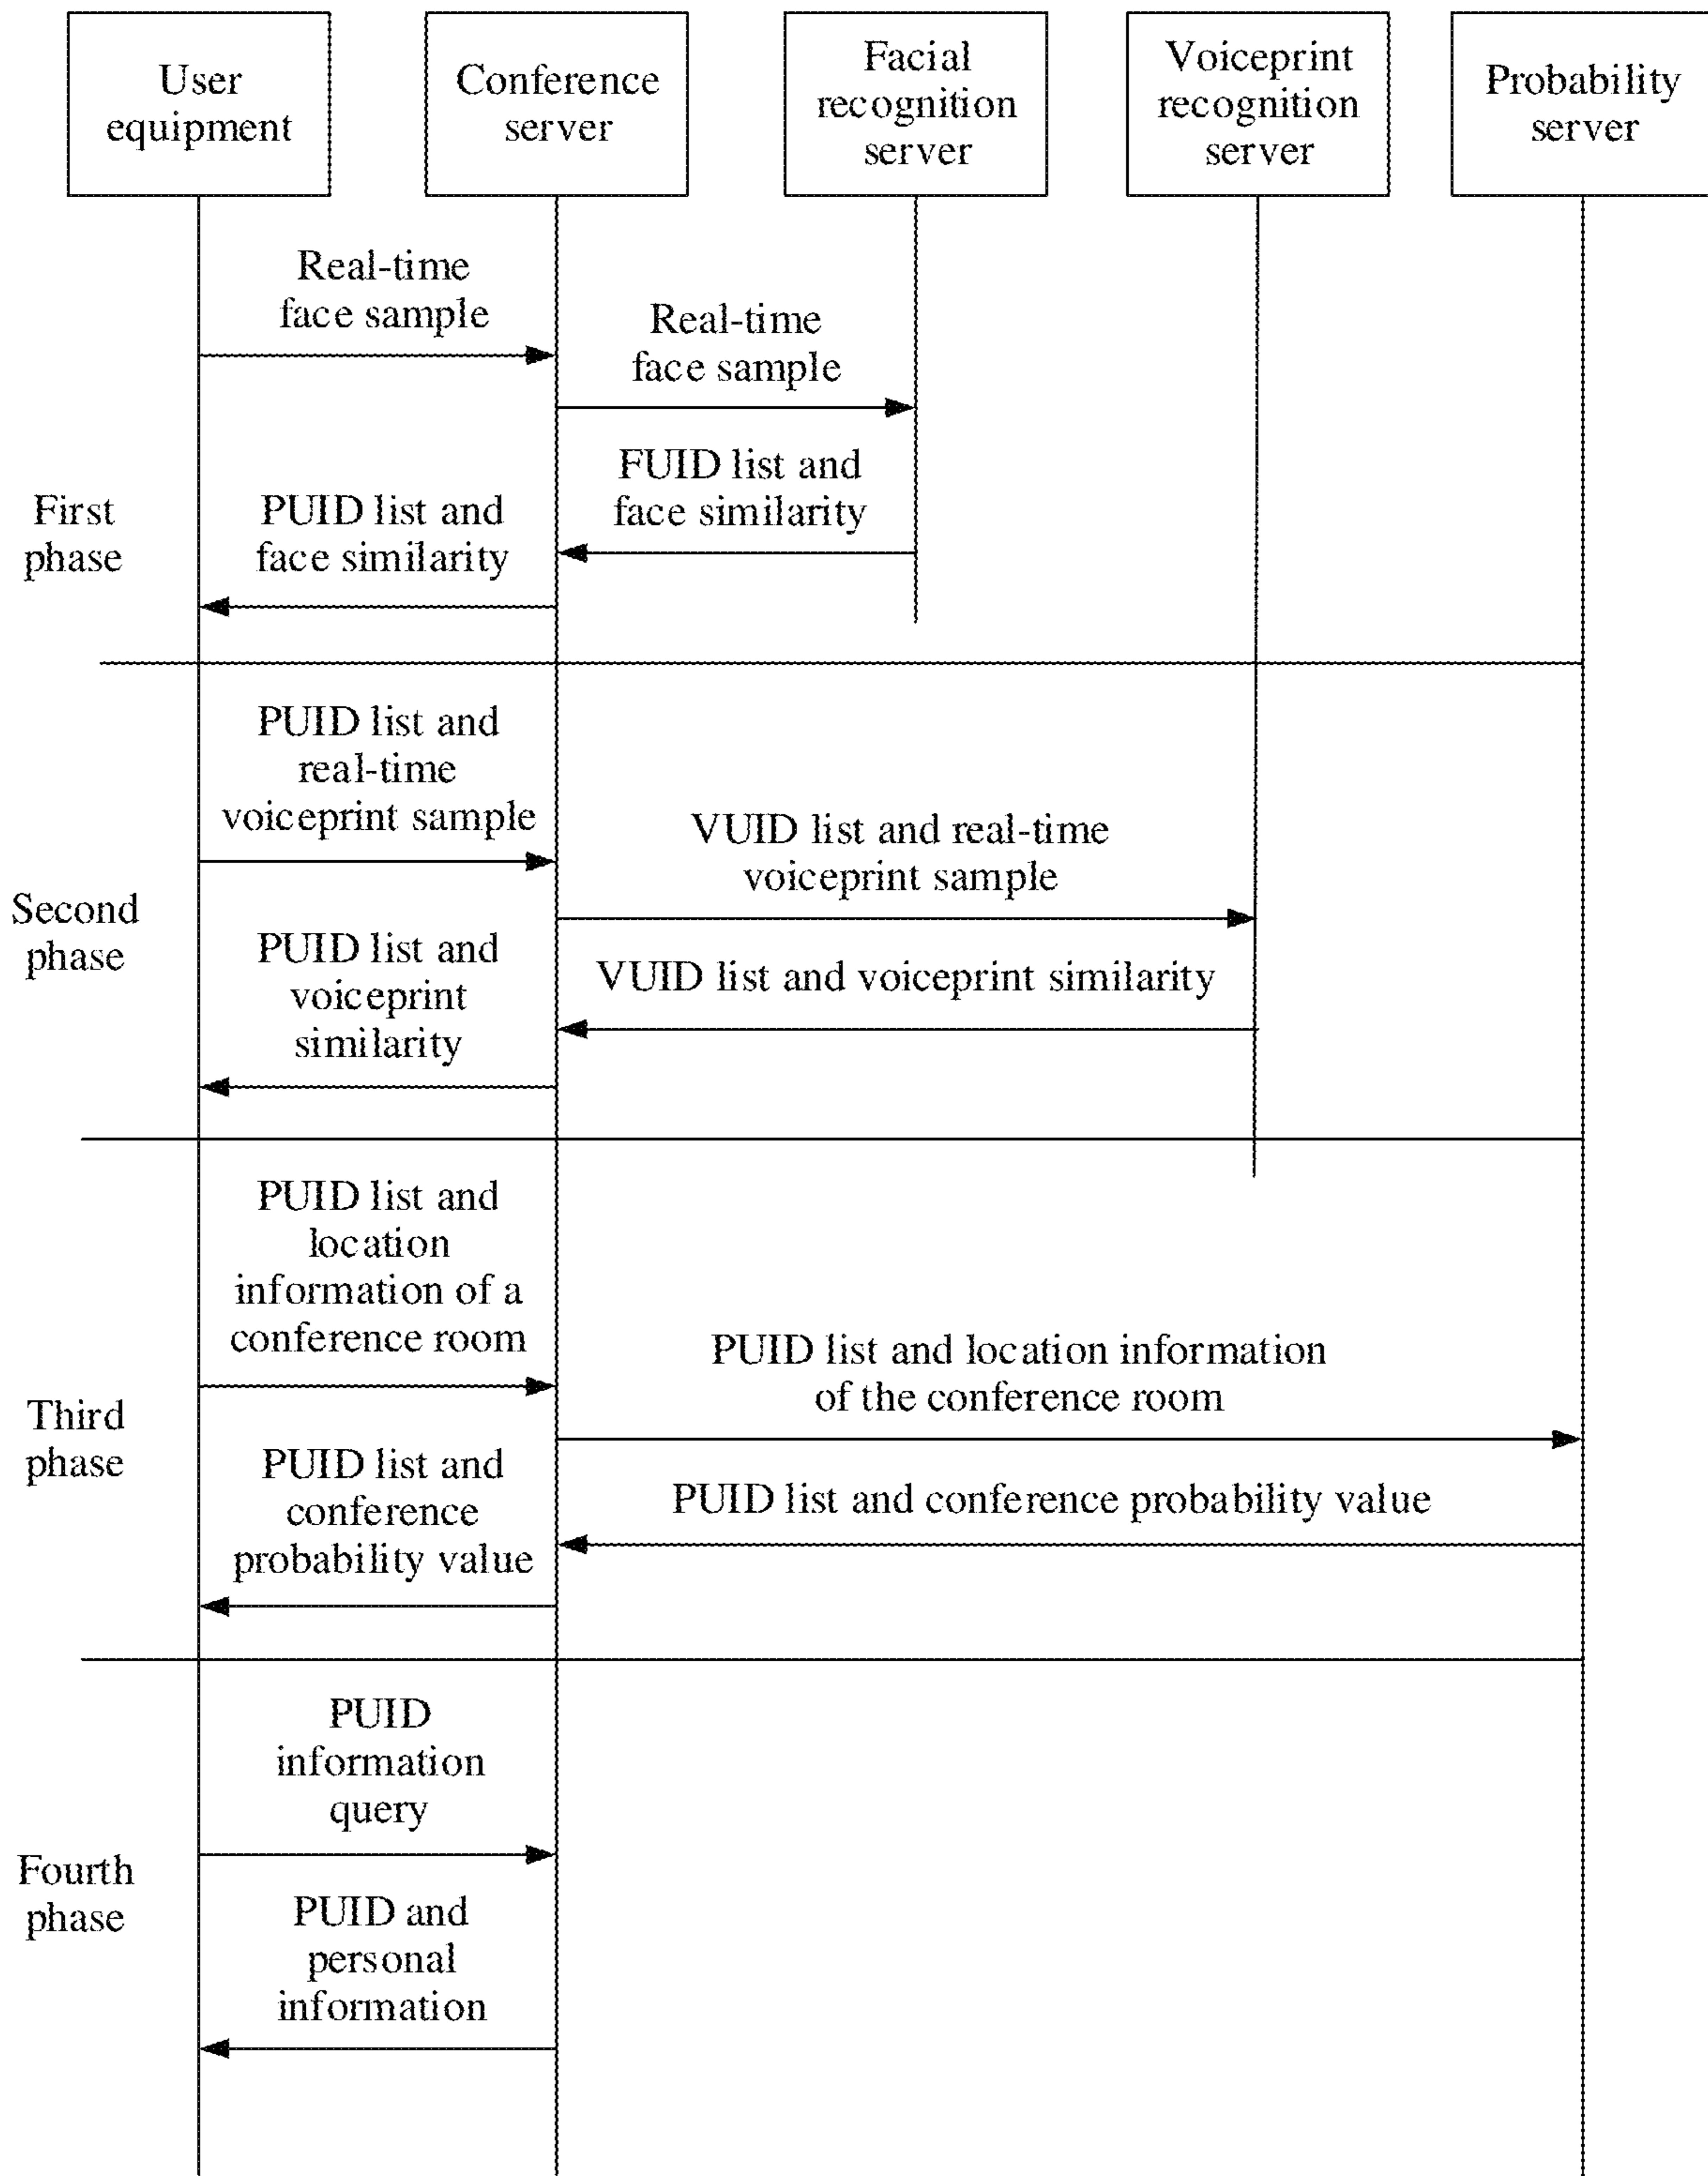 User
equipment
Conference
server
Facial
recognition
server
Voiceprint
recognition
server
Probability
server
Real-time
face sample
Real-time
face sample
FUID list and
face similarity
First
phase
PUID list and
face similarity
PUID list and
real-time
voiceprint sample
VUID list and real-time
voiceprint sample
Second
phase
PUID list and
voiceprint
similarity
VUID list and voiceprint similarity
PUID list and
location
information of a
conference room
PUID list and location information
of the conference room
Third
phase
PUID list and
conference
probability value
PUID list and conference probability value
PUID
information
query
Fourth
phase
PUID and
personal
information